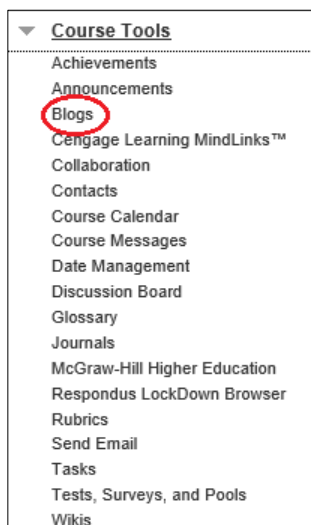 Course Tools
Achievements
Announcements
Blogs
Cengage Learning MindLinks™
Collaboration
Contacts
Course Calendar
Course Messages
Date Management
Discussion Board
Glossary
Journals
McGraw-Hill Higher Education
Respondus LockDown Browser
Rubrics
Send Email
Tasks
Tests, Surveys, and Pools
Wikis